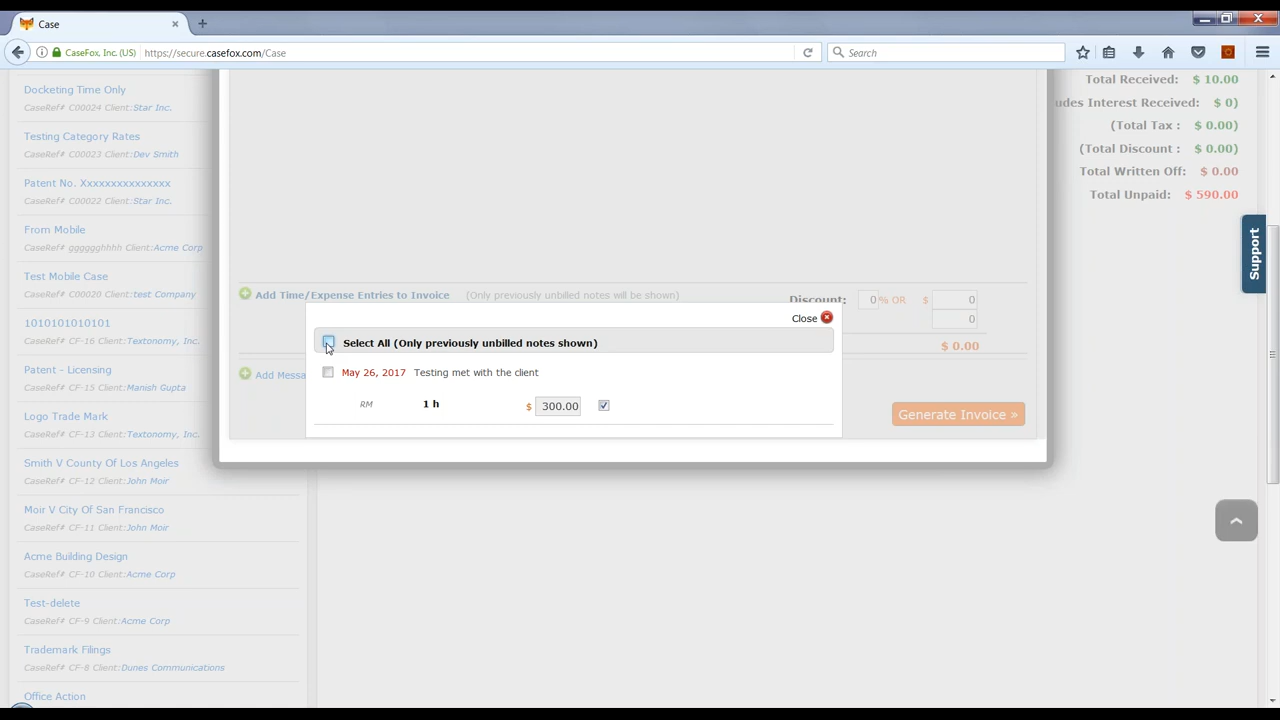 Case
CaseFox, Inc. (US)
https://secure.casefox.com/Case
Search
Docketing Time Only
CaseRef# C00024 Client:Star Inc.
Testing Category Rates
CaseRef# C00023 Client:Dev Smith
Patent No. Xxxxxxxxxxxxxxx
CaseRef# C00022 Client:Star Inc.
From Mobile
CaseRef# gggggghhhh Client:Acme Corp
Test Mobile Case
CaseRef# C00020 Client:test Company
1010101010101
CaseRef# CF-16 Client:Textonomy, Inc.
Patent - Licensing
CaseRef# CF-15 Client:Manish Gupta
Logo Trade Mark
CaseRef# CF-13 Client:Textonomy, Inc.
Smith V County Of Los Angeles
CaseRef# CF-12 Client:John Moir
Moir V City Of San Francisco
CaseRef# CF-11 Client:John Moir
Acme Building Design
CaseRef# CF-10 Client:Acme Corp
Test-delete
CaseRef# CF-9 Client:Acme Corp
Trademark Filings
CaseRef# CF-8 Client:Dunes Communications
Office Action
Add Time/Expense Entries to Invoice (Only previously unbilled notes will be shown)
Discount: 0 % OR $ 0
0
$ 0.00
Close
Select All (Only previously unbilled notes shown)
May 26, 2017 Testing met with the client
RM 1 h $ 300.00
Add Messa
Generate Invoice »
Total Received: $ 10.00
udes Interest Received: $ 0)
(Total Tax : $ 0.00)
(Total Discount : $ 0.00)
Total Written Off: $ 0.00
Total Unpaid: $ 590.00
Support